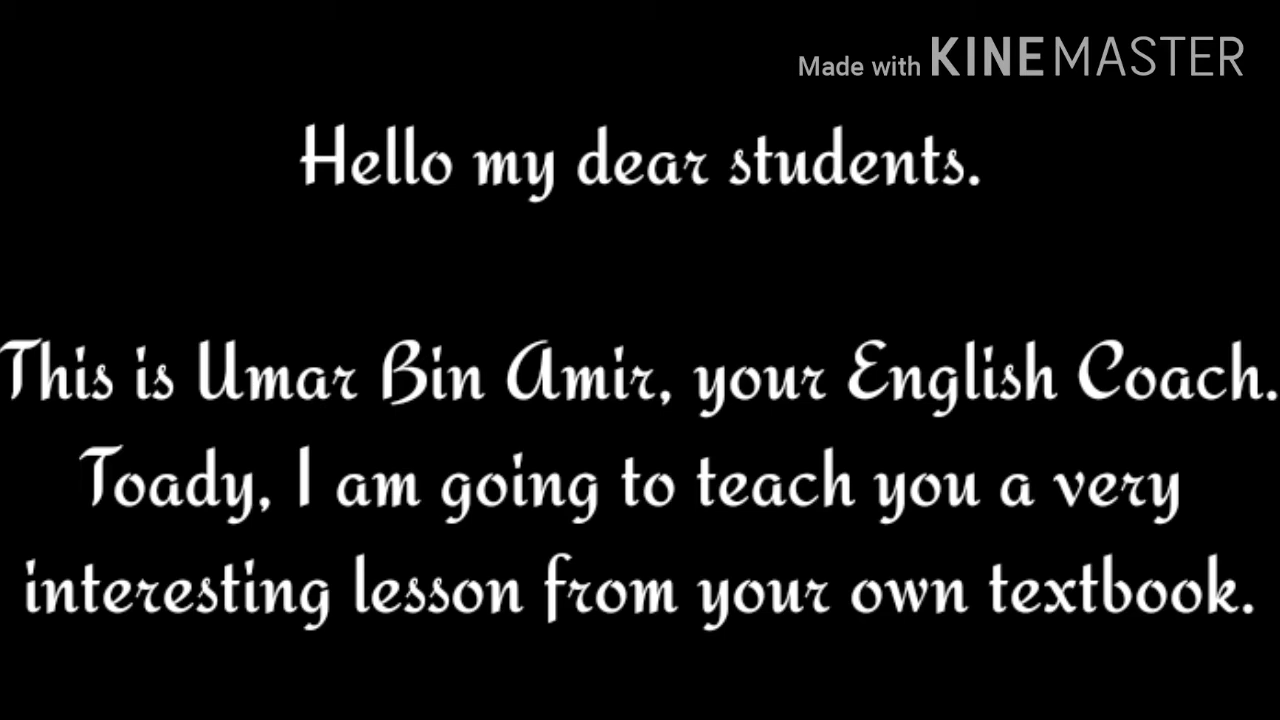 Made with KINEMASTER
Hello my dear students.
This is Umar Bin Amir, your English Coach.
Toady, I am going to teach you a very
interesting lesson from your own textbook.